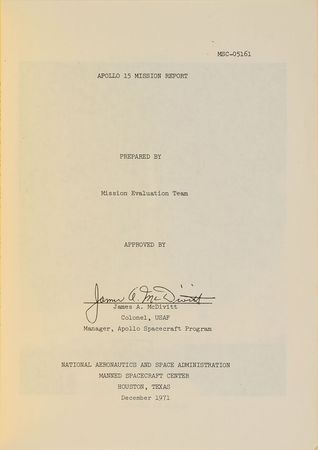 MSC-05161
APOLLO 15 MISSION REPORT
PREPARED BY
Mission Evaluation Team
APPROVED BY
James A. McDivitt
James A. McDivitt
Colonel, USAF
Manager, Apollo Spacecraft Program
NATIONAL AERONAUTICS AND SPACE ADMINISTRATION
MANNED SPACECRAFT CENTER
HOUSTON, TEXAS
December 1971